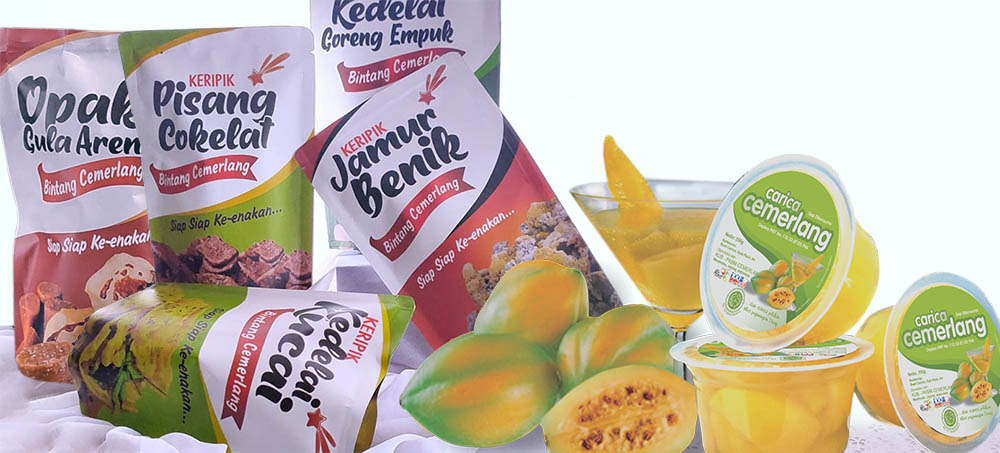 Opak
Gula Aren
Bintang Cemerlang
Siap Siap Ke-enakan...
KERIPIK
Pisang
Cokelat
Bintang Cemerlang
Siap Siap Ke-enakan...
Kedelai
Goreng Empuk
Bintang Cemerlang
KERIPIK
Jamur
Benik
Bintang Cemerlang
Siap Siap Ke-enakan...
KERIPIK
Kedelai
Bintang Cemerlang
Siap Siap Ke-enakan...
carica
cemerlang
carica
cemerlang